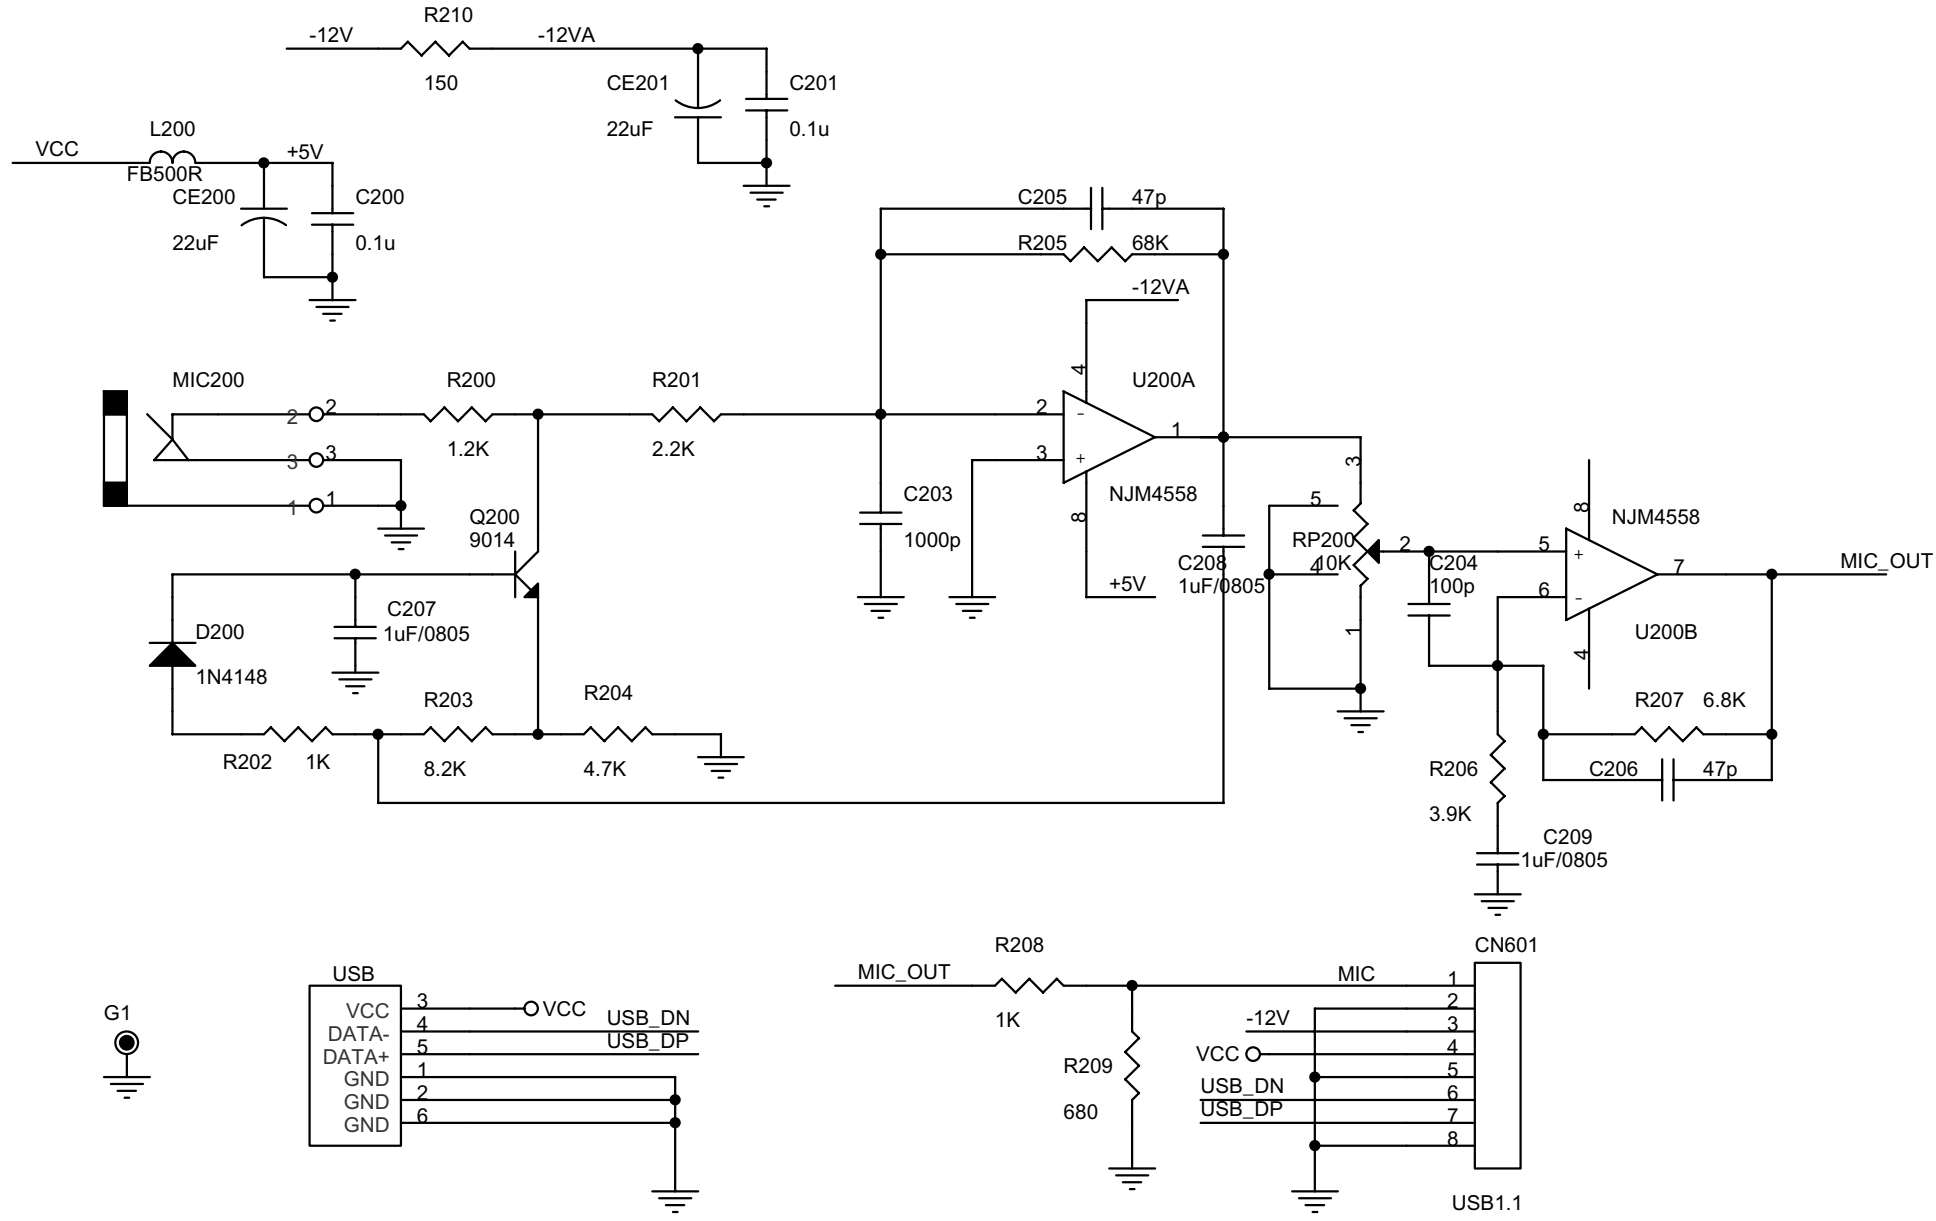 R210
-12V
-12VA
150
CE201
22uF
C201
0.1u
L200
VCC
+5V
FB500R
CE200
22uF
C200
0.1u
C205
47p
R205
68K
-12VA
4
U200A
MIC200
R200
R201
2
2
1.2K
2.2K
2
-
1
3
3
3
+
3
1
1
NJM4558
8
C203
1000p
Q200
9014
5
RP200
10K
4
2
1
C208
1uF/0805
+5V
8
NJM4558
5
+
6
-
7
MIC_OUT
U200B
4
C204
100p
C207
1uF/0805
D200
1N4148
R203
R204
R202
1K
8.2K
4.7K
R207
6.8K
R206
3.9K
C206
47p
C209
1uF/0805
R208
CN601
MIC_OUT
MIC
1
1K
2
-12V
3
VCC
4
5
USB_DN
6
USB_DP
7
8
R209
680
USB1.1
USB
G1
VCC
3
VCC
DATA-
4
USB_DN
DATA+
5
USB_DP
GND
1
GND
2
GND
6